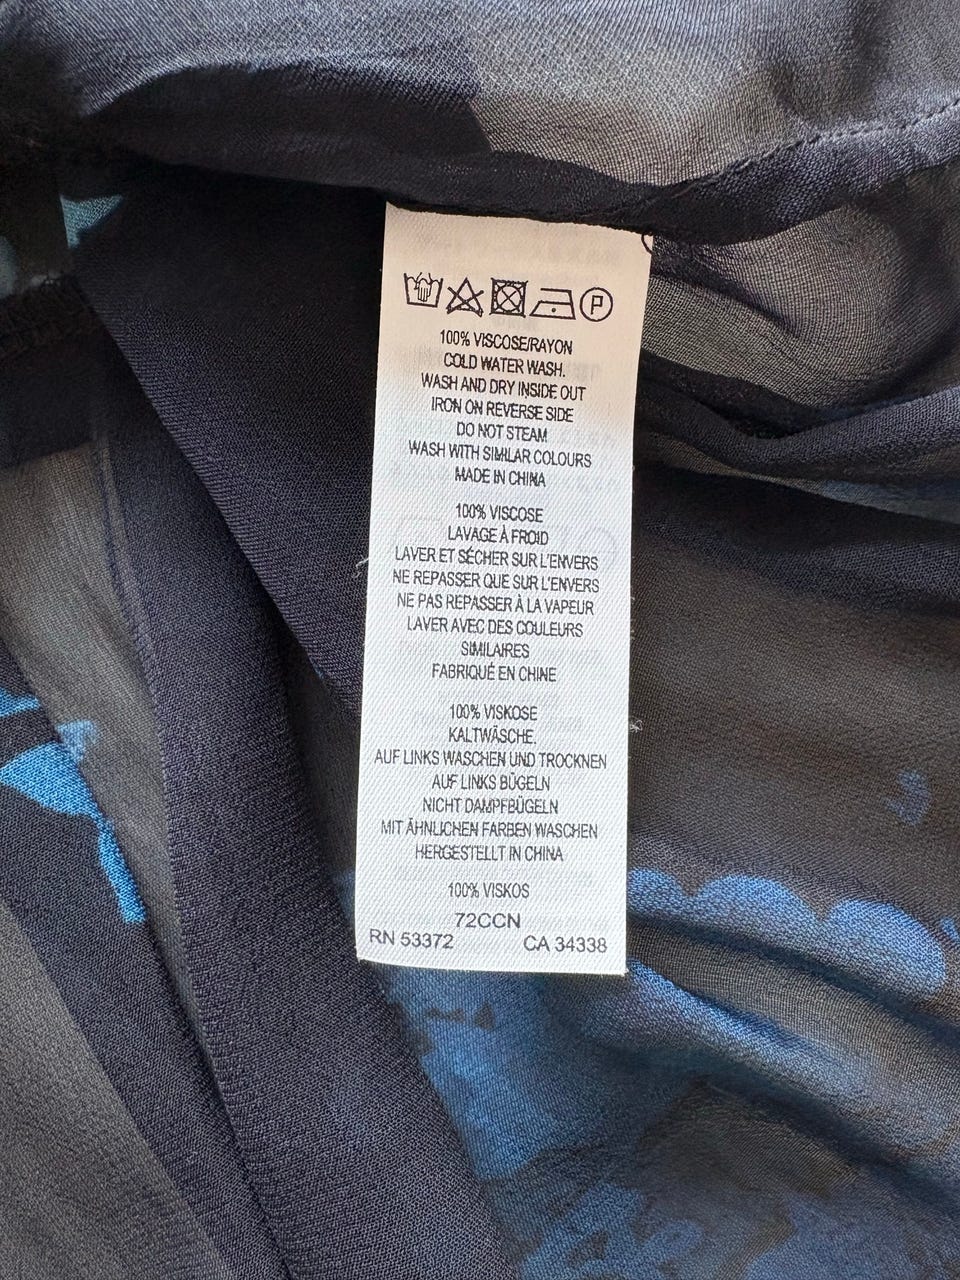 P
100% VISCOSE/RAYON
COLD WATER WASH.
WASH AND DRY INSIDE OUT
IRON ON REVERSE SIDE
DO NOT STEAM
WASH WITH SIMILAR COLOURS
MADE IN CHINA
100% VISCOSE
LAVAGE À FROID
LAVER ET SÉCHER SUR L'ENVERS
NE REPASSER QUE SUR L'ENVERS
NE PAS REPASSER À LA VAPEUR
LAVER AVEC DES COULEURS
SIMILAIRES
FABRIQUÉ EN CHINE
100% VISKOSE
KALTWÄSCHE.
AUF LINKS WASCHEN UND TROCKNEN
AUF LINKS BÜGELN
NICHT DAMPFBÜGELN
MIT ÄHNLICHEN FARBEN WASCHEN
HERGESTELLT IN CHINA
100% VISKOS
72CCN
RN 53372 CA 34338